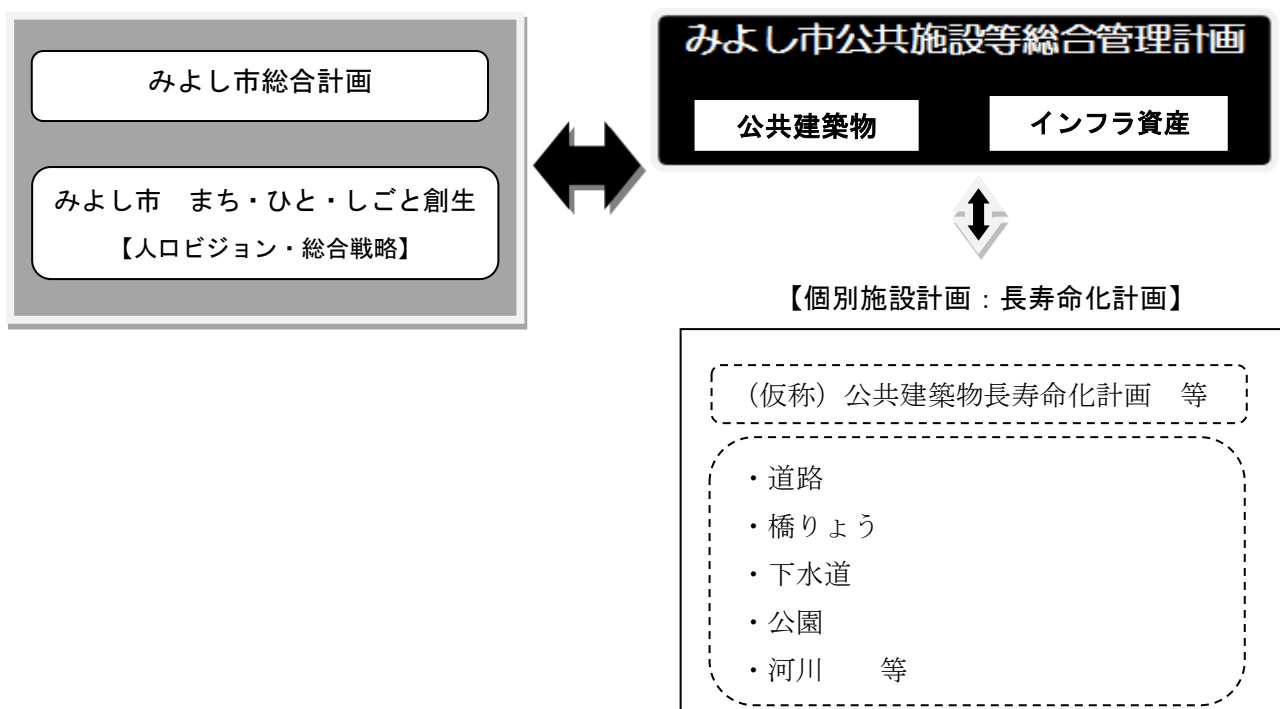 みよし市総合計画
みよし市　まち・ひと・しごと創生
【人口ビジョン・総合戦略】
みよし市公共施設等総合管理計画
公共建築物
インフラ資産
【個別施設計画：長寿命化計画】
（仮称）公共建築物長寿命化計画　等
・道路
・橋りょう
・下水道
・公園
・河川　　等